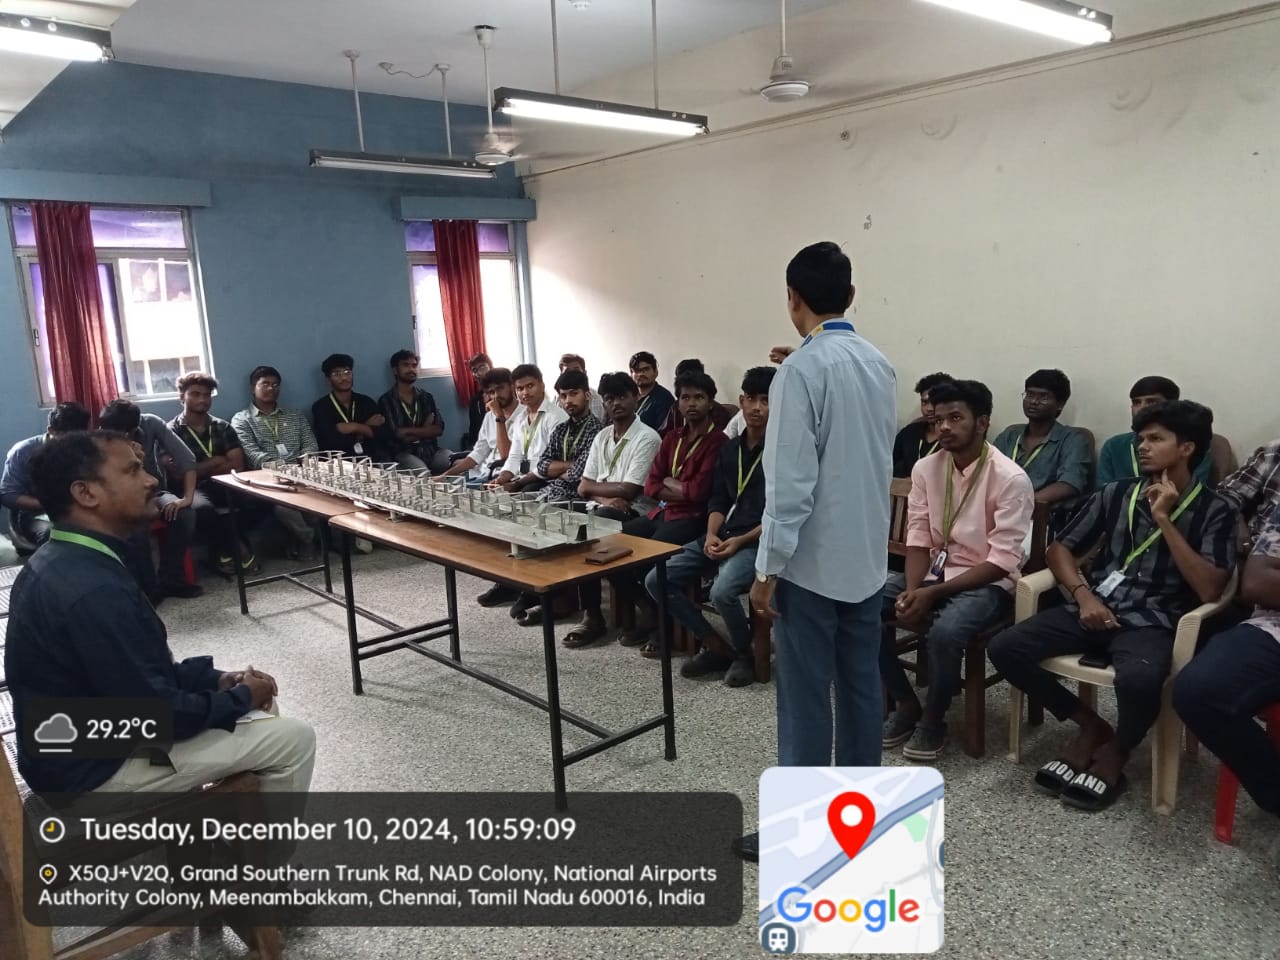 29.2°C
Tuesday, December 10, 2024, 10:59:09
X5QJ+V2Q, Grand Southern Trunk Rd, NAD Colony, National Airports
Authority Colony, Meenambakkam, Chennai, Tamil Nadu 600016, India
Google
WOODLAND